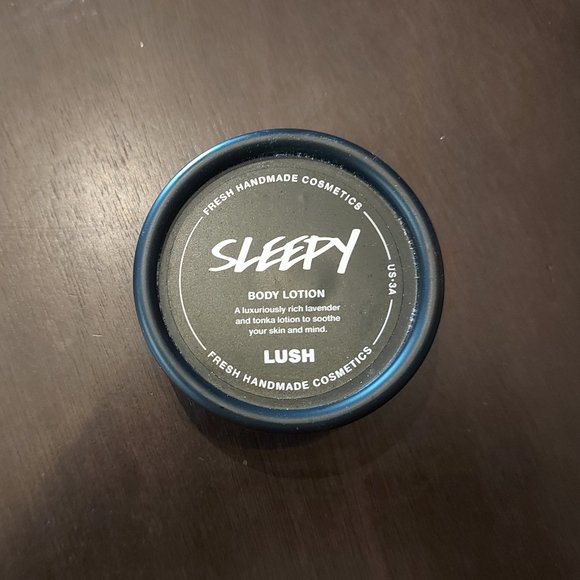 FRESH HANDMADE COSMETICS
SLEEPY
US-3A
BODY LOTION
A luxuriously rich lavender
and tonka lotion to soothe
your skin and mind.
LUSH
FRESH HANDMADE COSMETICS